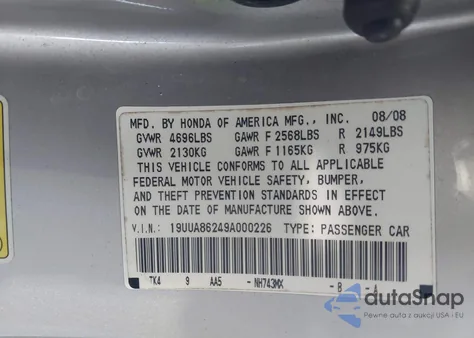 MFD. BY HONDA OF AMERICA MFG., INC. 08/08
GVWR 4696LBS GAWR F 2568LBS R 2149LBS
GVWR 2130KG GAWR F 1165KG R 975KG
THIS VEHICLE CONFORMS TO ALL APPLICABLE
FEDERAL MOTOR VEHICLE SAFETY, BUMPER,
AND THEFT PREVENTION STANDARDS IN EFFECT
ON THE DATE OF MANUFACTURE SHOWN ABOVE.
V.I.N.: 19UUA86249A000226 TYPE: PASSENGER CAR
TK4 9 AA5 -NH743MX -B -A
autaSnap
Pewne auta z aukcji USA i EU